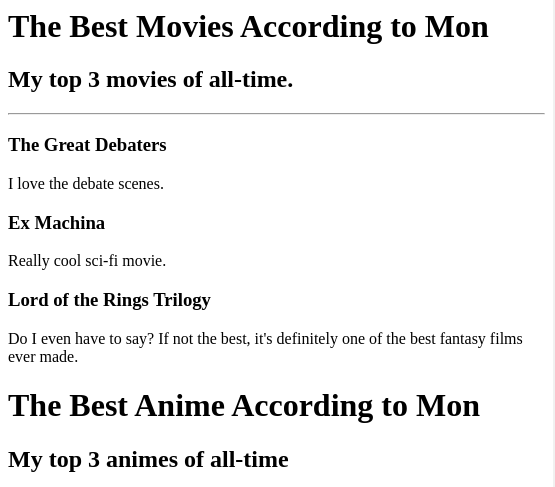 The Best Movies According to Mon
My top 3 movies of all-time.
The Great Debaters
I love the debate scenes.
Ex Machina
Really cool sci-fi movie.
Lord of the Rings Trilogy
Do I even have to say? If not the best, it's definitely one of the best fantasy films
ever made.
The Best Anime According to Mon
My top 3 animes of all-time